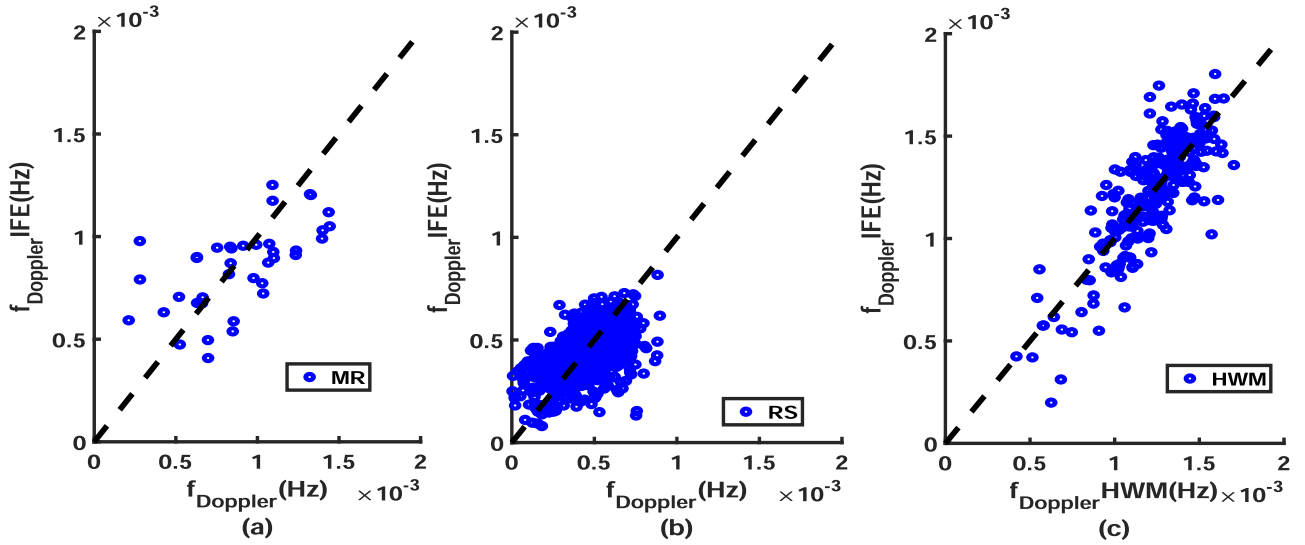 ×10⁻³
2
1.5
1
0.5
0
f_Doppler IFE(Hz)
MR
0 0.5 1 1.5 2
f_Doppler(Hz) ×10⁻³
(a)
×10⁻³
2
1.5
1
0.5
0
f_Doppler IFE(Hz)
RS
0 0.5 1 1.5 2
f_Doppler(Hz) ×10⁻³
(b)
×10⁻³
2
1.5
1
0.5
0
f_Doppler IFE(Hz)
HWM
0 0.5 1 1.5 2
f_Doppler HWM(Hz) ×10⁻³
(c)